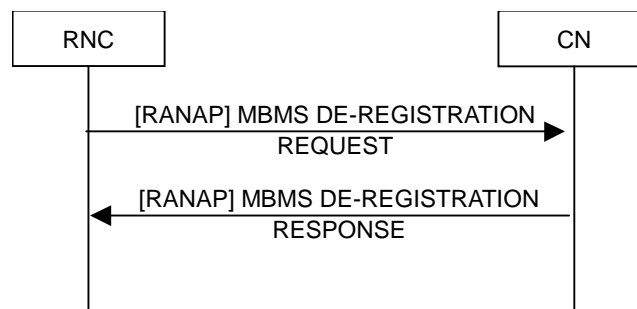 RNC
CN
[RANAP] MBMS DE-REGISTRATION
REQUEST
[RANAP] MBMS DE-REGISTRATION
RESPONSE